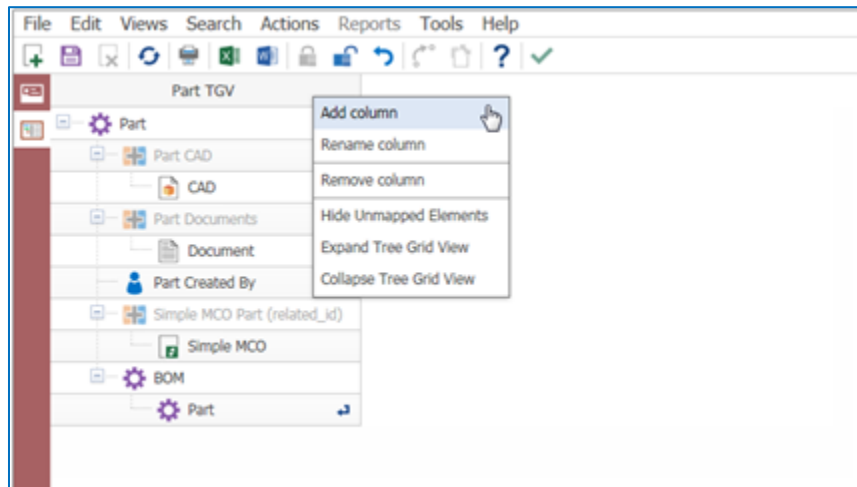 File Edit Views Search Actions Reports Tools Help
Part TGV
Part
Part CAD
CAD
Part Documents
Document
Part Created By
Simple MCO Part (related_id)
Simple MCO
BOM
Part
Add column
Rename column
Remove column
Hide Unmapped Elements
Expand Tree Grid View
Collapse Tree Grid View